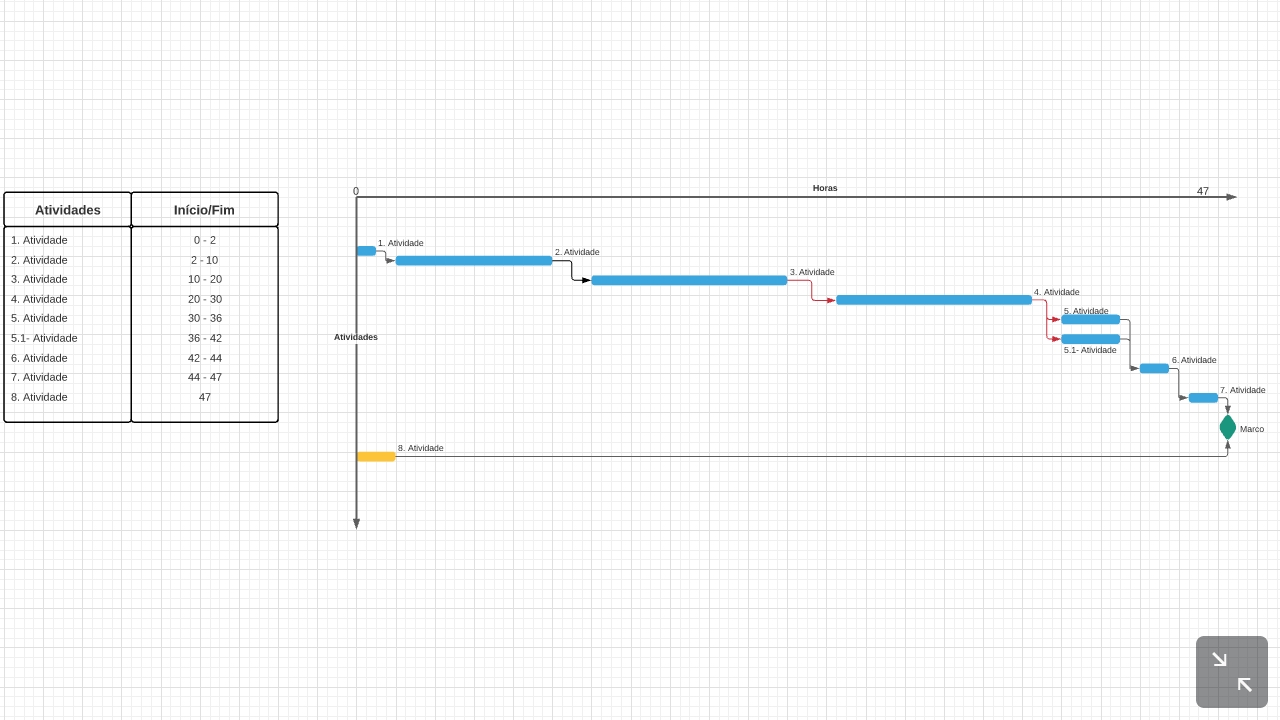 Atividades Início/Fim
1. Atividade 0 - 2
2. Atividade 2 - 10
3. Atividade 10 - 20
4. Atividade 20 - 30
5. Atividade 30 - 36
5.1- Atividade 36 - 42
6. Atividade 42 - 44
7. Atividade 44 - 47
8. Atividade 47
0 Horas 47
1. Atividade
2. Atividade
3. Atividade
4. Atividade
5. Atividade
Atividades
5.1- Atividade
6. Atividade
7. Atividade
Marco
8. Atividade